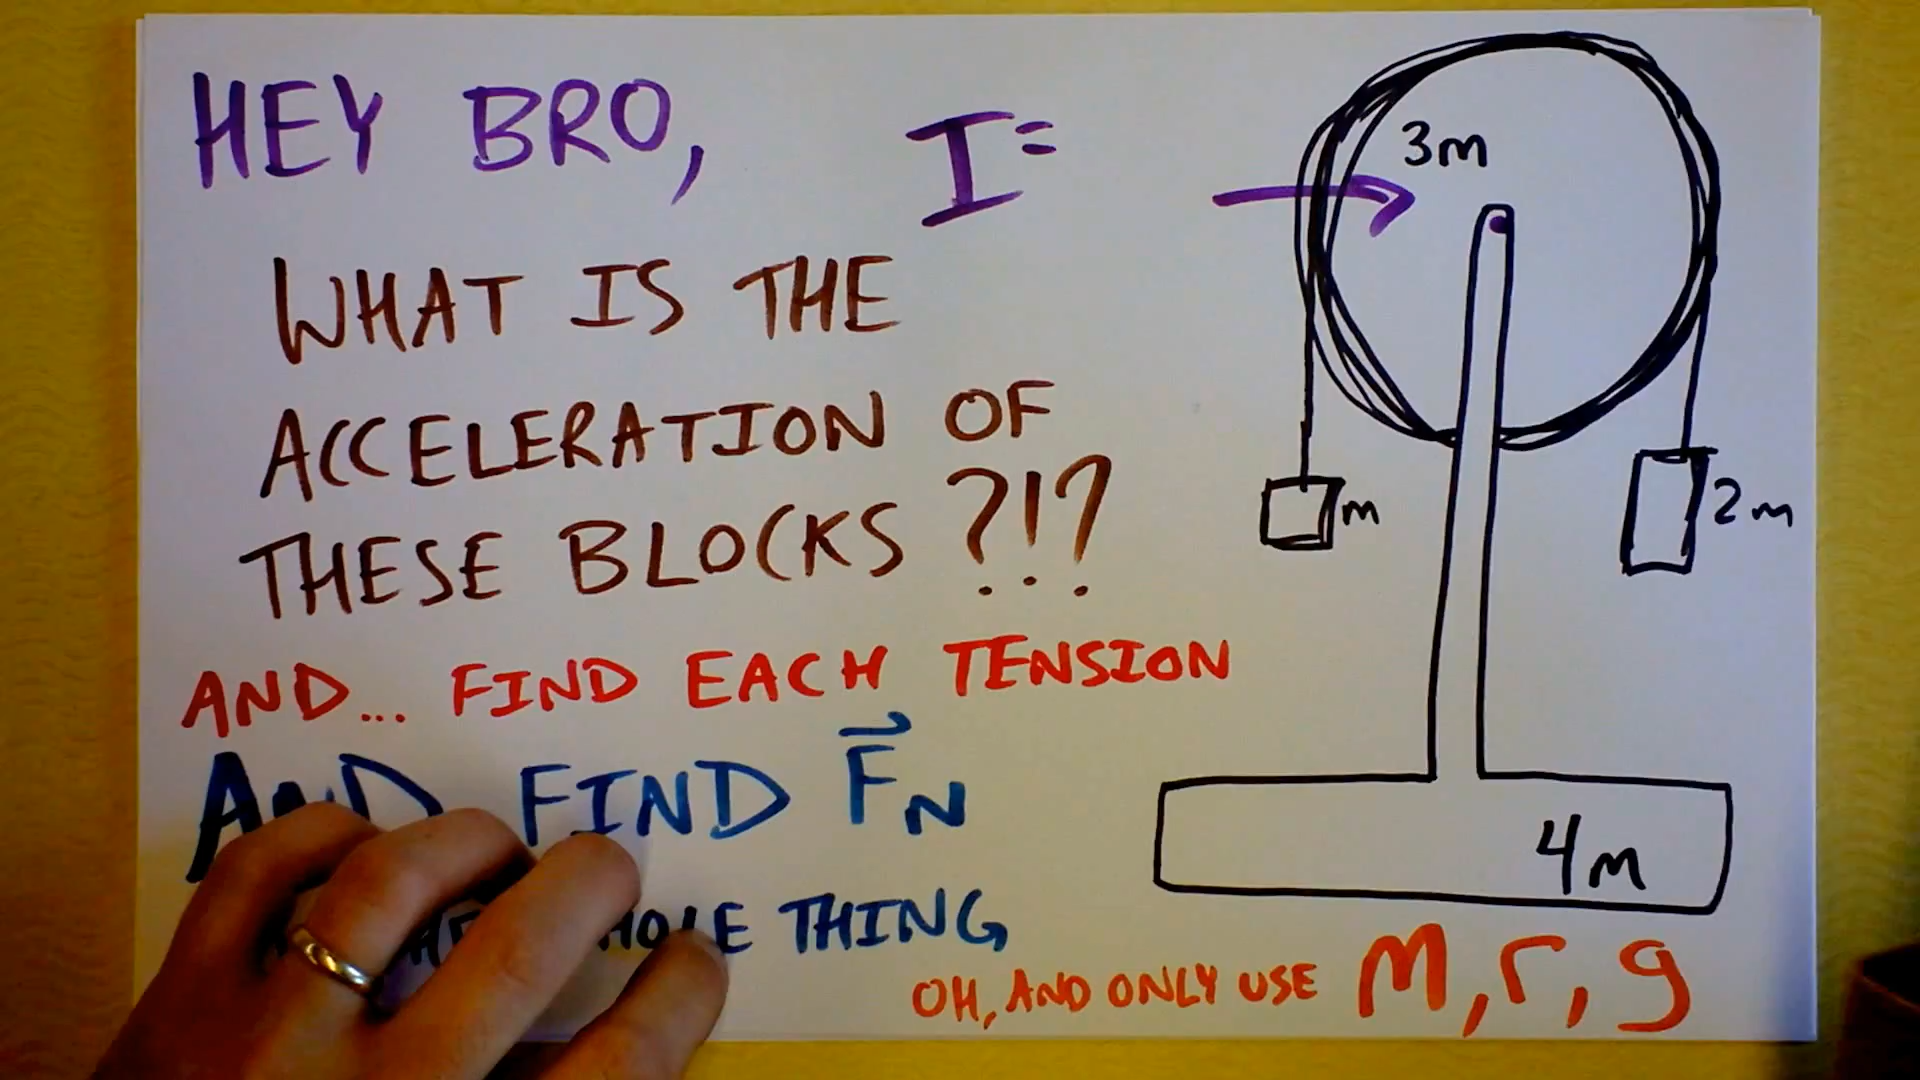 HEY BRO,
I=
3m
WHAT IS THE
ACCELERATION OF
THESE BLOCKS ?!?
m
2m
AND... FIND EACH TENSION
AND FIND F⃗N
THING,
4m
OH, AND ONLY USE m, r, g